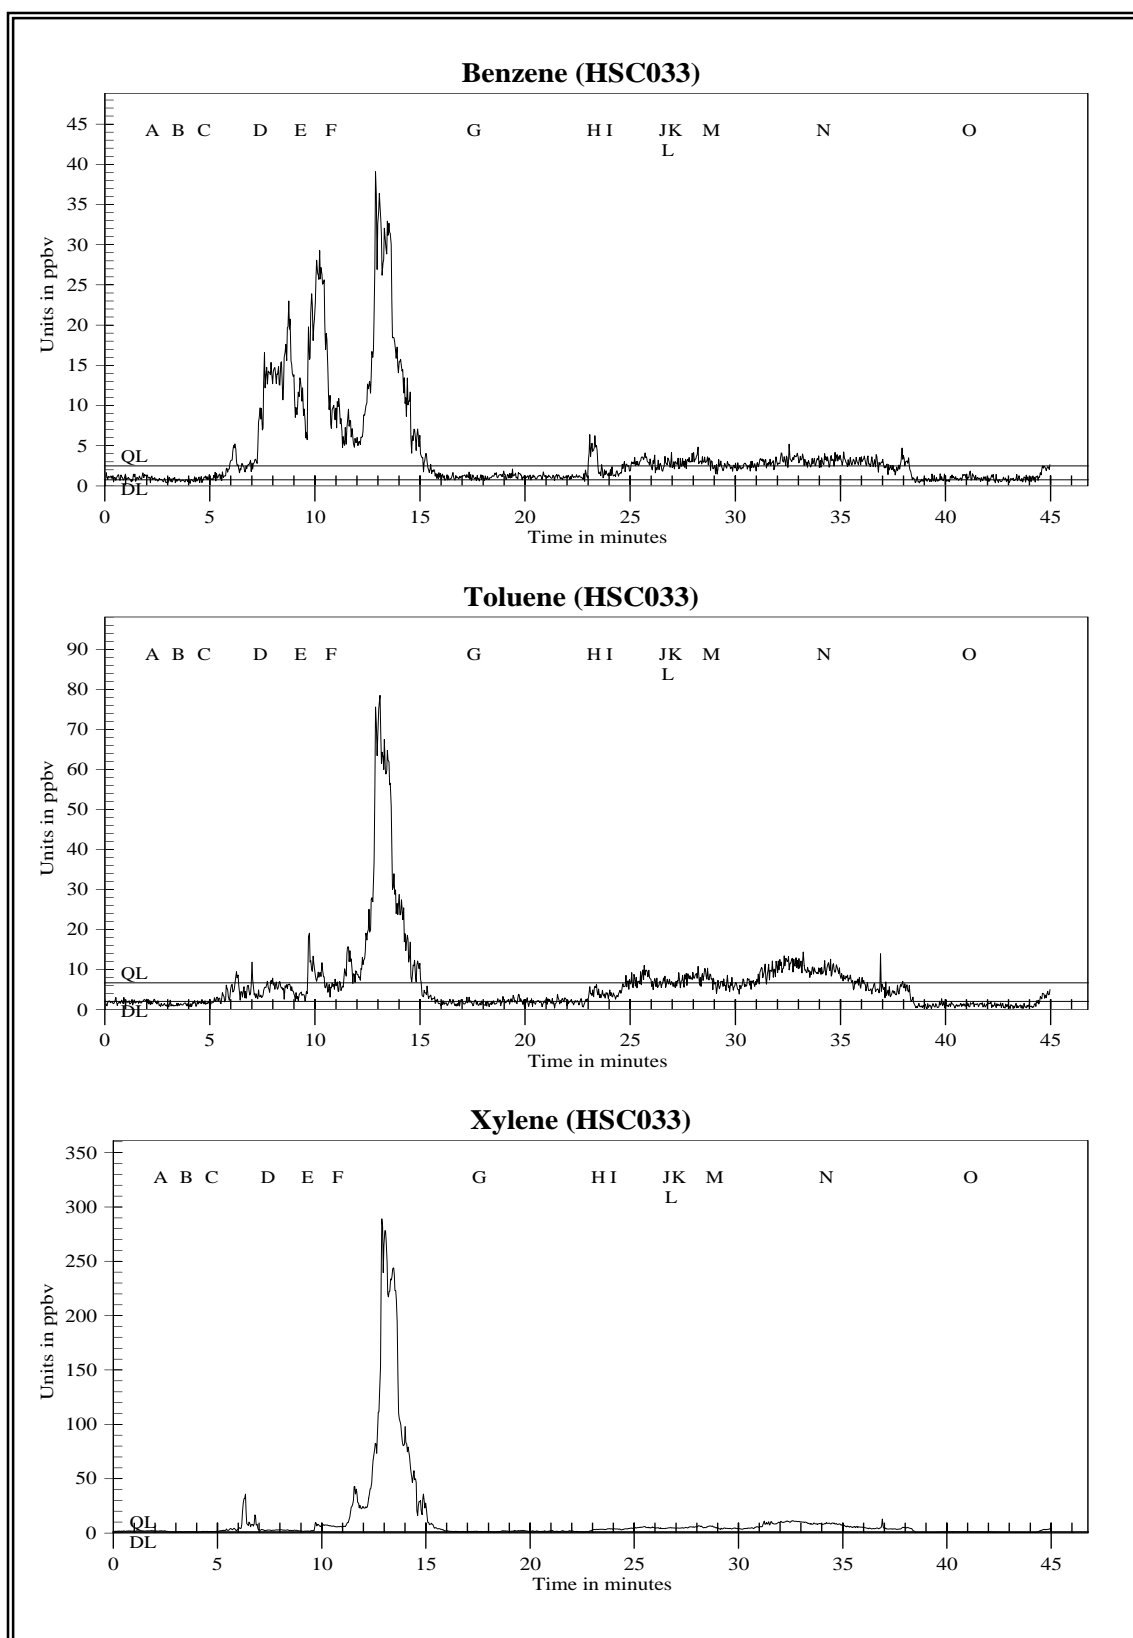 Benzene (HSC033)
45
40
35
30
25
20
15
10
5
0
Units in ppbv
A B C D E F G H I J K M N O
L
QL
DL
0 5 10 15 20 25 30 35 40 45
Time in minutes
Toluene (HSC033)
90
80
70
60
50
40
30
20
10
0
Units in ppbv
A B C D E F G H I J K M N O
L
QL
DL
0 5 10 15 20 25 30 35 40 45
Time in minutes
Xylene (HSC033)
350
300
250
200
150
100
50
0
Units in ppbv
A B C D E F G H I J K M N O
L
QL
DL
0 5 10 15 20 25 30 35 40 45
Time in minutes